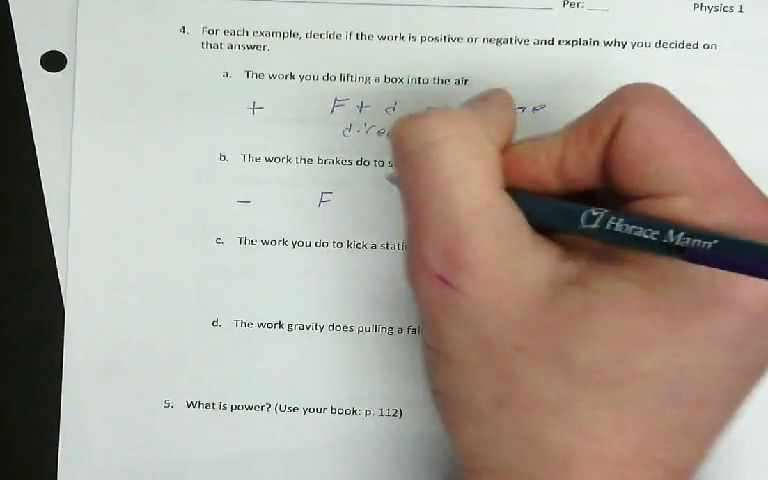 Per: ____ Physics 1
4. For each example, decide if the work is positive or negative and explain why you decided on
that answer.
a. The work you do lifting a box into the air
+ F + d
b. The work the brakes do to
- F
c. The work you do to kick a
d. The work gravity does pulling a
5. What is power? (Use your book: p. 112)
Horace Mann